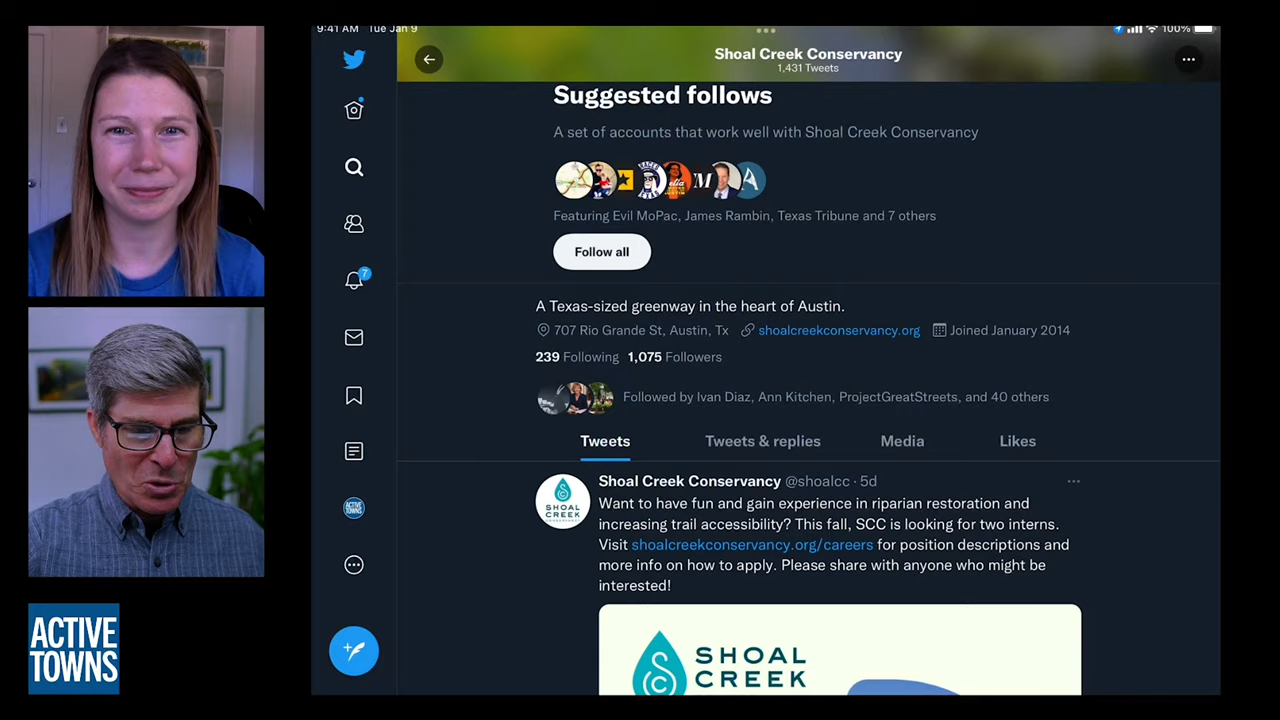 9:41 AM Tue Jan 9
100%
Shoal Creek Conservancy
1,431 Tweets
Suggested follows
A set of accounts that work well with Shoal Creek Conservancy
M
Featuring Evil MoPac, James Rambin, Texas Tribune and 7 others
Follow all
7
A Texas-sized greenway in the heart of Austin.
707 Rio Grande St, Austin, Tx shoalcreekconservancy.org Joined January 2014
239 Following 1,075 Followers
Followed by Ivan Diaz, Ann Kitchen, ProjectGreatStreets, and 40 others
Tweets Tweets & replies Media Likes
Shoal Creek Conservancy @shoalcc · 5d
Want to have fun and gain experience in riparian restoration and
increasing trail accessibility? This fall, SCC is looking for two interns.
Visit shoalcreekconservancy.org/careers for position descriptions and
more info on how to apply. Please share with anyone who might be
interested!
SHOAL
CREEK
SHOAL
CREEK
ACTIVE
TOWNS
ACTIVE
TOWNS